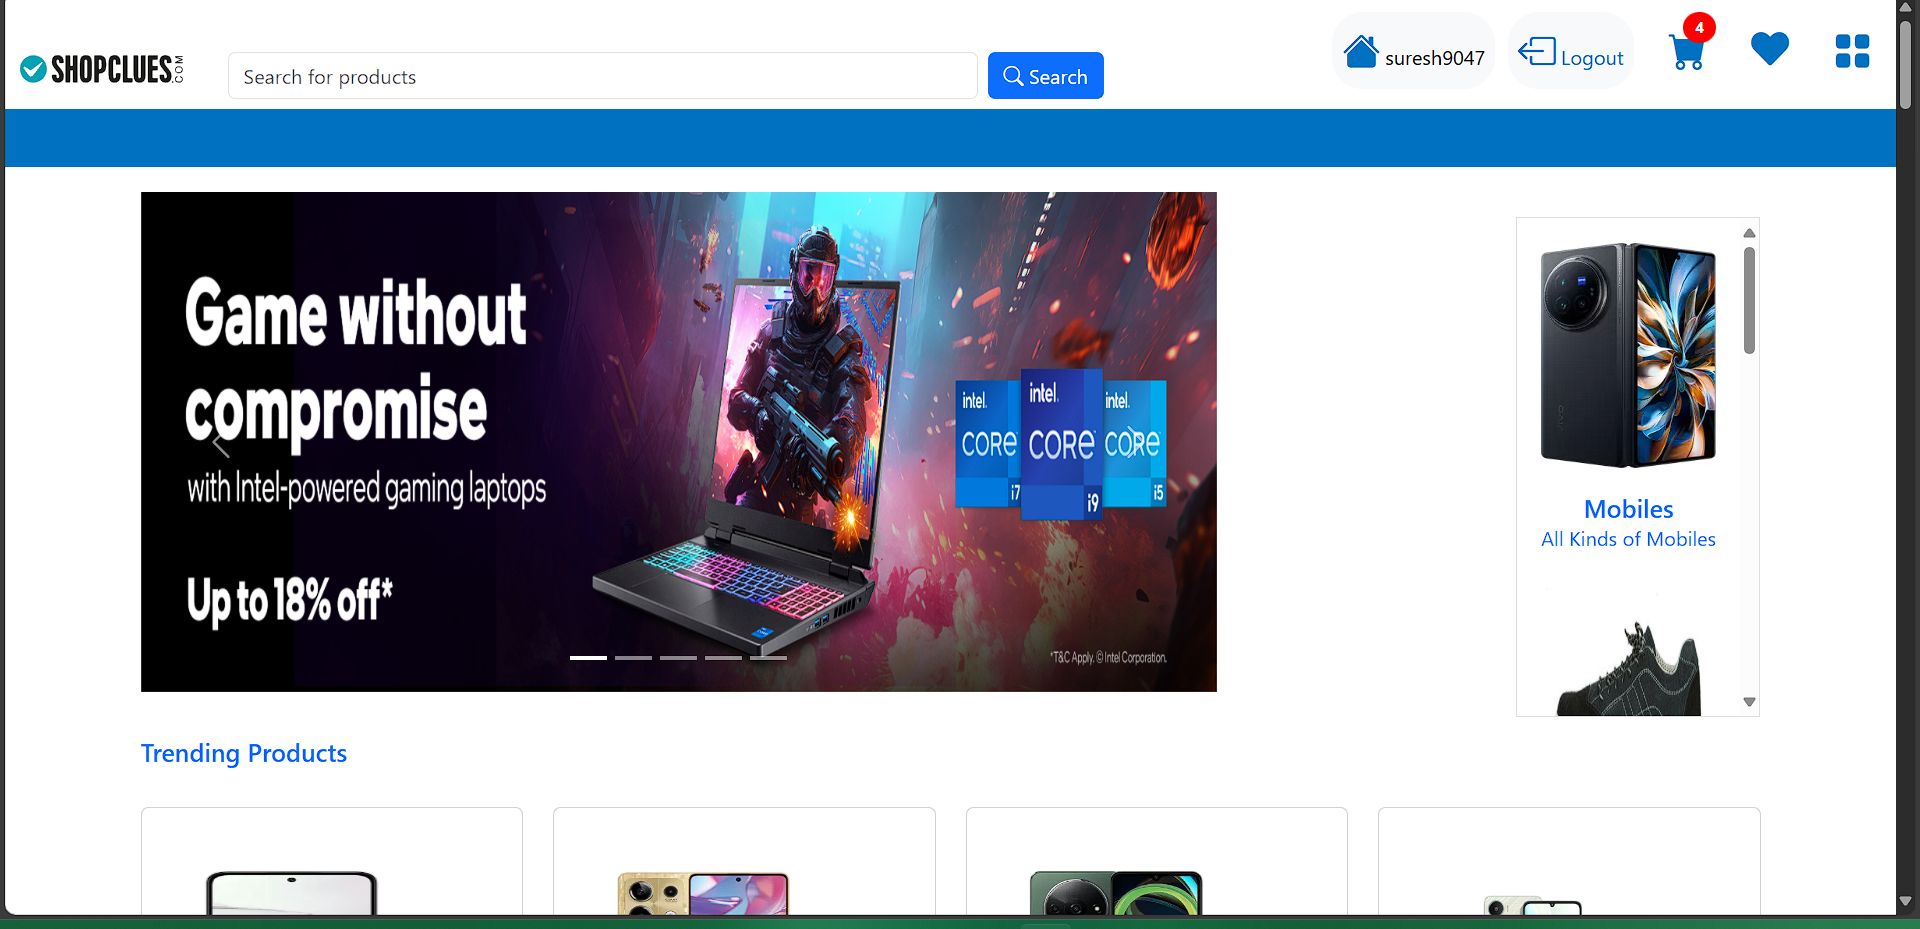 SHOPCLUES.COM
Search for products
Search
suresh9047
Logout
4
Game without
compromise
with Intel-powered gaming laptops
Up to 18% off*
intel.
CORE
i7
intel.
CORE
i9
intel.
CORE
i5
*T&C Apply. © Intel Corporation.
vivo
Mobiles
All Kinds of Mobiles
Trending Products